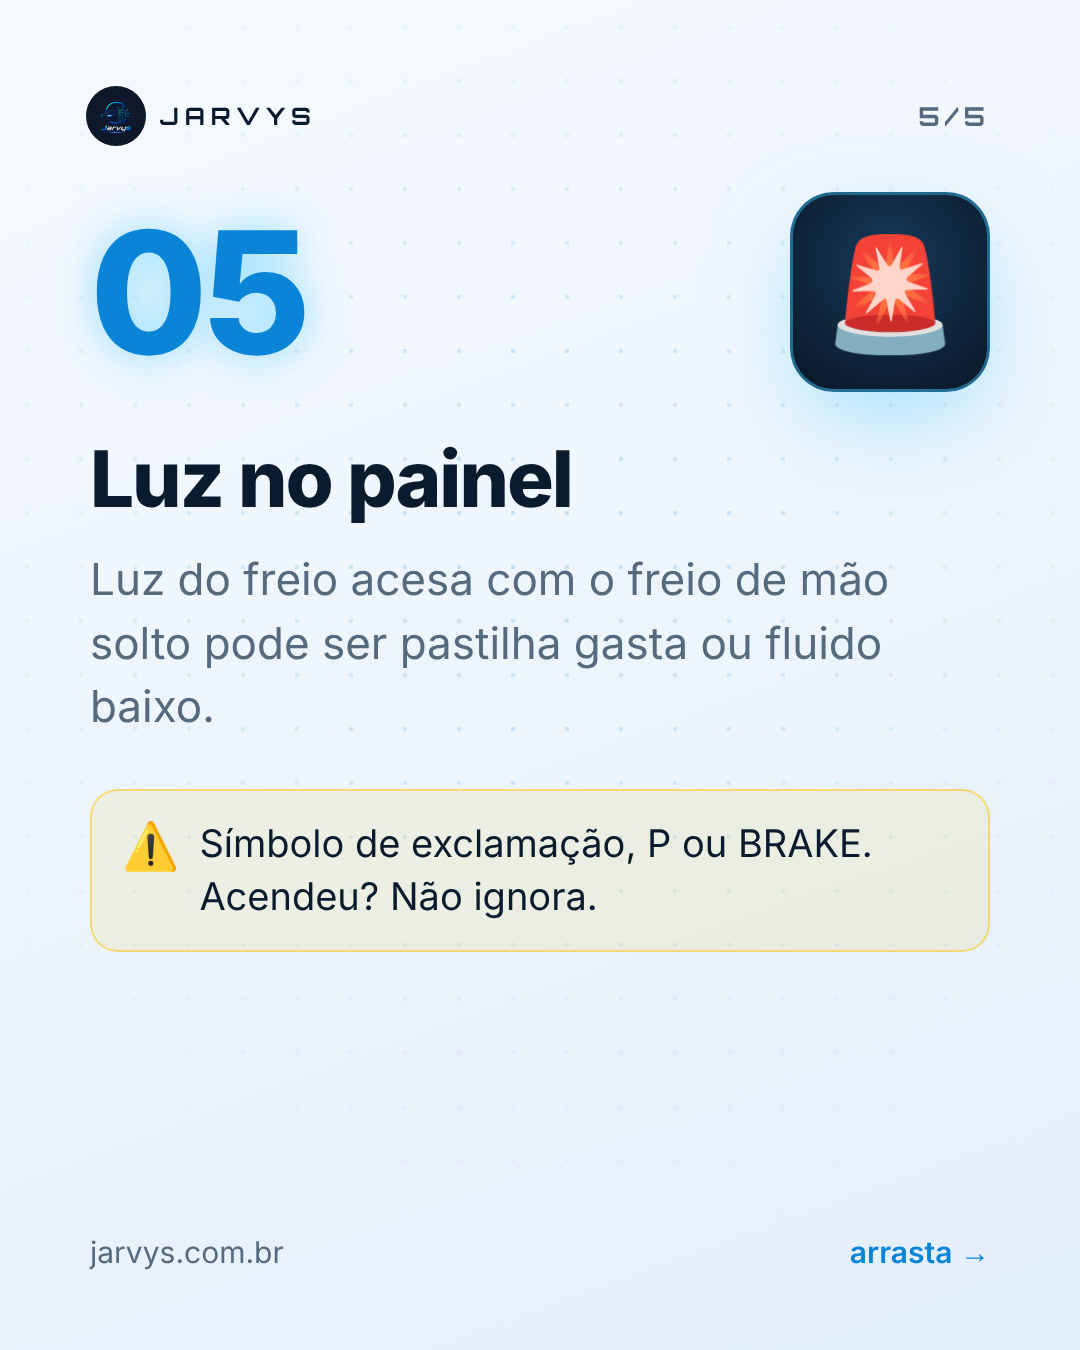 Jarvys
JARVYS
5/5
05
Luz no painel
Luz do freio acesa com o freio de mão
solto pode ser pastilha gasta ou fluido
baixo.
⚠️ Símbolo de exclamação, P ou BRAKE.
Acendeu? Não ignora.
jarvys.com.br
arrasta →